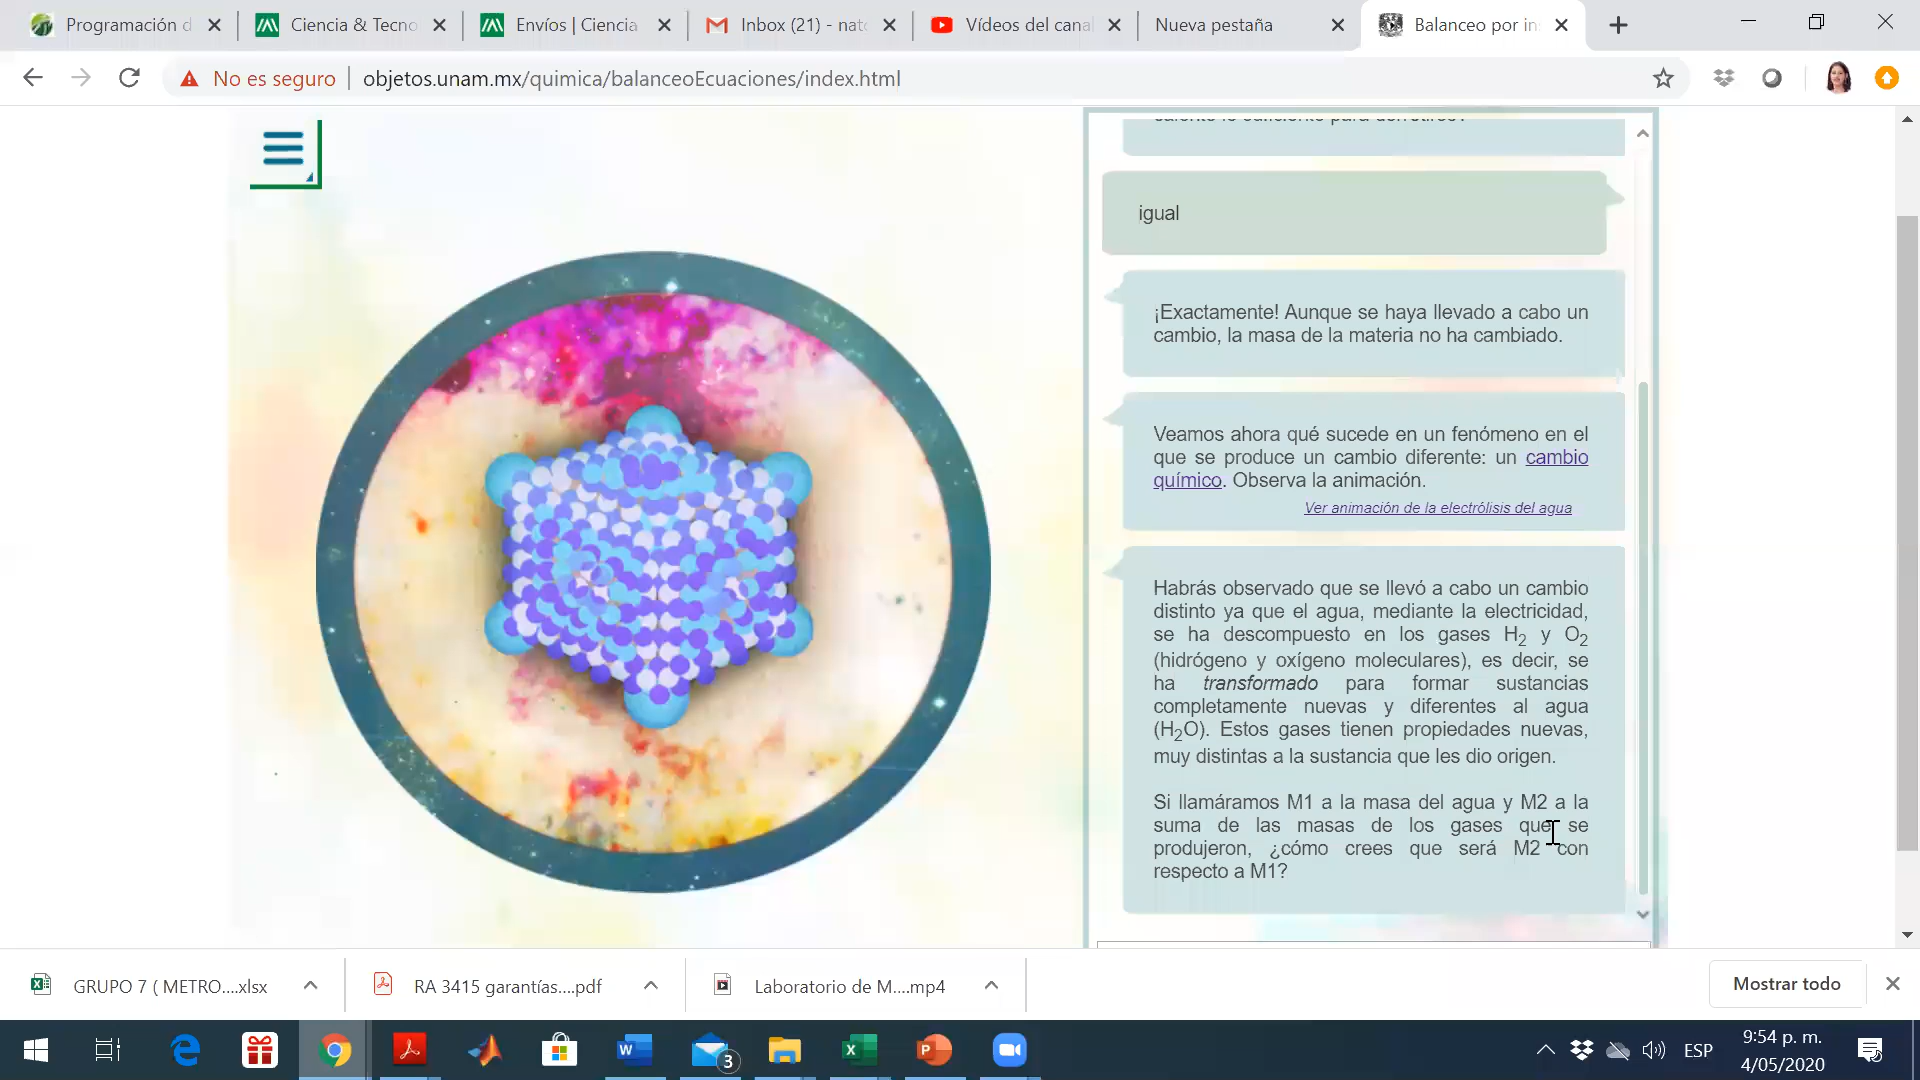 Programación d
Ciencia & Tecno
Envíos | Ciencia
Inbox (21) - nat
Vídeos del canal
Nueva pestaña
Balanceo por in
No es seguro
objetos.unam.mx/quimica/balanceoEcuaciones/index.html
igual
¡Exactamente! Aunque se haya llevado a cabo un
cambio, la masa de la materia no ha cambiado.
Veamos ahora qué sucede en un fenómeno en el
que se produce un cambio diferente: un cambio
químico. Observa la animación.
Ver animación de la electrólisis del agua
Habrás observado que se llevó a cabo un cambio
distinto ya que el agua, mediante la electricidad,
se ha descompuesto en los gases H2 y O2
(hidrógeno y oxígeno moleculares), es decir, se
ha transformado para formar sustancias
completamente nuevas y diferentes al agua
(H2O). Estos gases tienen propiedades nuevas,
muy distintas a la sustancia que les dio origen.
Si llamáramos M1 a la masa del agua y M2 a la
suma de las masas de los gases que se
produjeron, ¿cómo crees que será M2 con
respecto a M1?
GRUPO 7 ( METRO....xlsx
RA 3415 garantías....pdf
Laboratorio de M....mp4
Mostrar todo
3
ESP
9:54 p. m.
4/05/2020